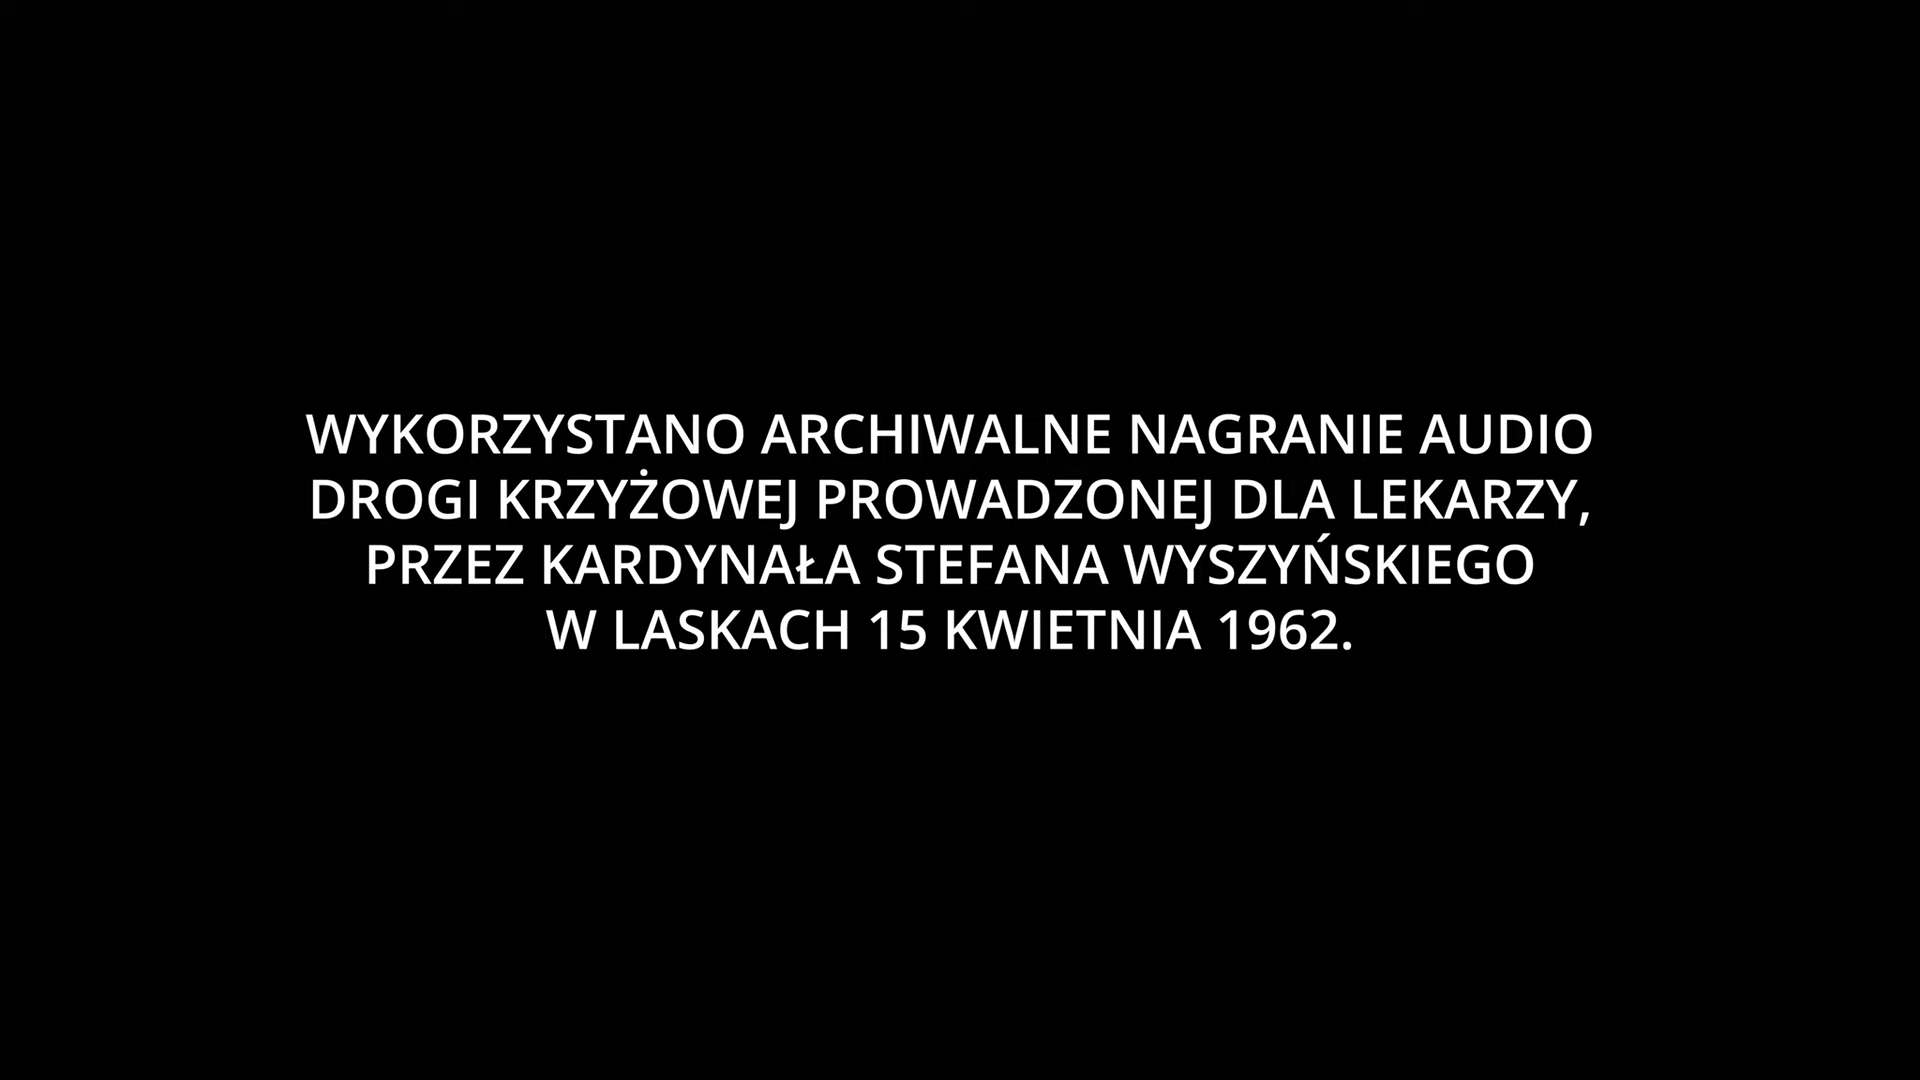 WYKORZYSTANO ARCHIWALNE NAGRANIE AUDIO
DROGI KRZYŻOWEJ PROWADZONEJ DLA LEKARZY,
PRZEZ KARDYNAŁA STEFANA WYSZYŃSKIEGO
W LASKACH 15 KWIETNIA 1962.